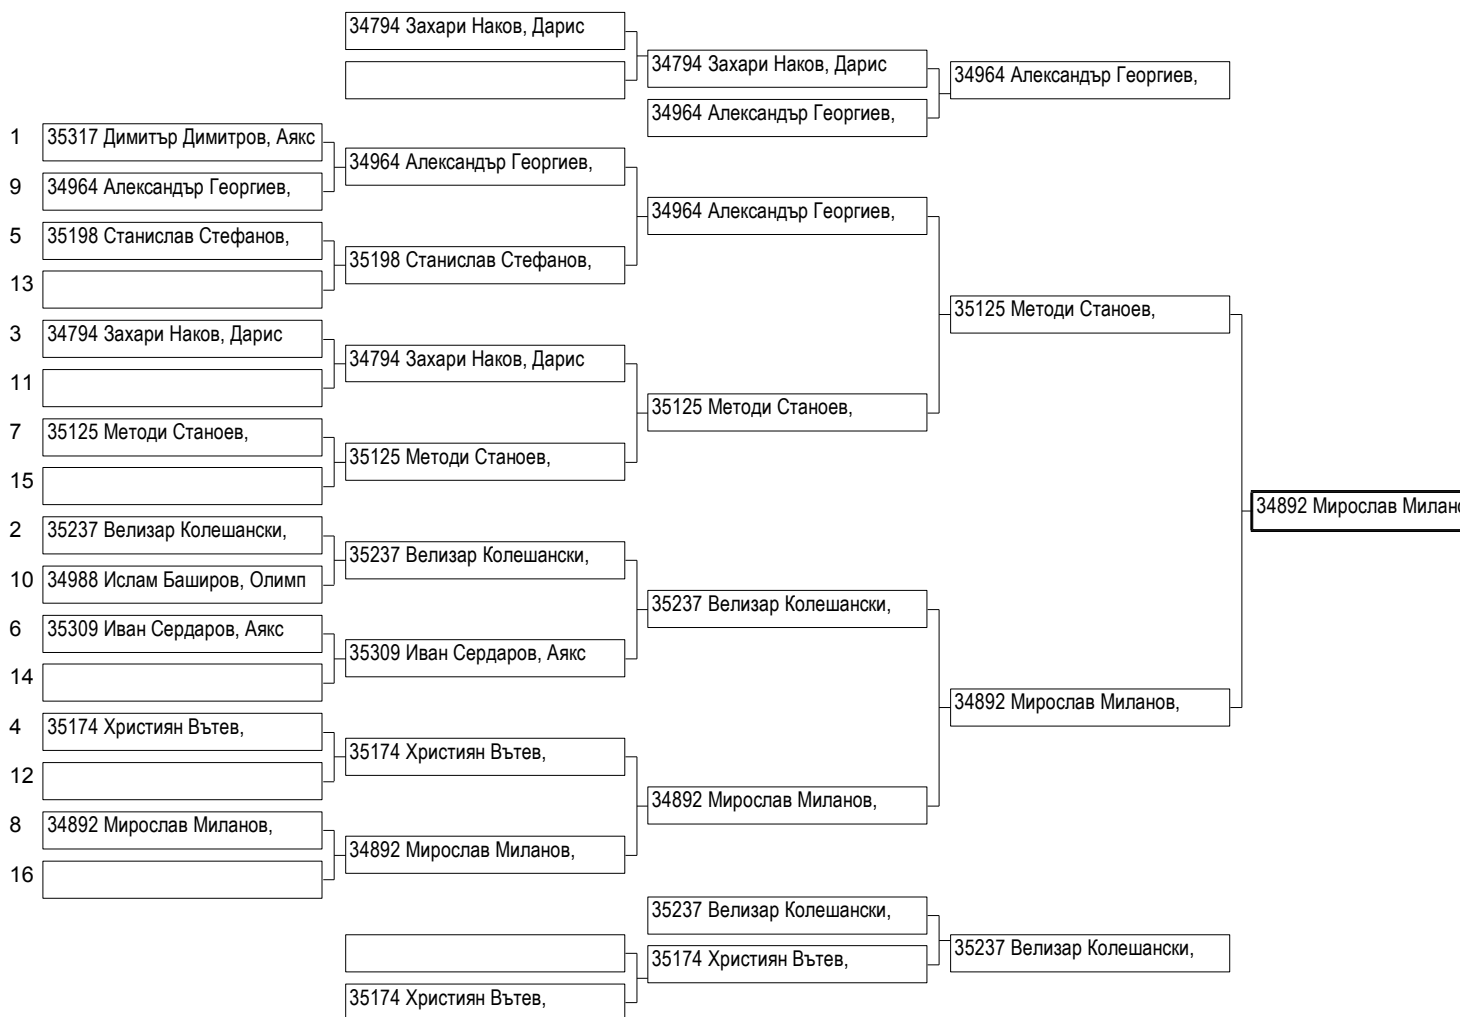 34794 Захари Наков, Дарис
34794 Захари Наков, Дарис
34964 Александър Георгиев,
34964 Александър Георгиев,
1 35317 Димитър Димитров, Аякс
34964 Александър Георгиев,
9 34964 Александър Георгиев,
34964 Александър Георгиев,
5 35198 Станислав Стефанов,
35198 Станислав Стефанов,
13
35125 Методи Станоев,
3 34794 Захари Наков, Дарис
34794 Захари Наков, Дарис
11
35125 Методи Станоев,
7 35125 Методи Станоев,
35125 Методи Станоев,
15
34892 Мирослав
2 35237 Велизар Колешански,
35237 Велизар Колешански,
10 34988 Ислам Баширов, Олимп
35237 Велизар Колешански,
6 35309 Иван Сердаров, Аякс
35309 Иван Сердаров, Аякс
14
34892 Мирослав Миланов,
4 35174 Християн Вътев,
35174 Християн Вътев,
12
34892 Мирослав Миланов,
8 34892 Мирослав Миланов,
34892 Мирослав Миланов,
16
35237 Велизар Колешански,
35237 Велизар Колешански,
35174 Християн Вътев,
35174 Християн Вътев,